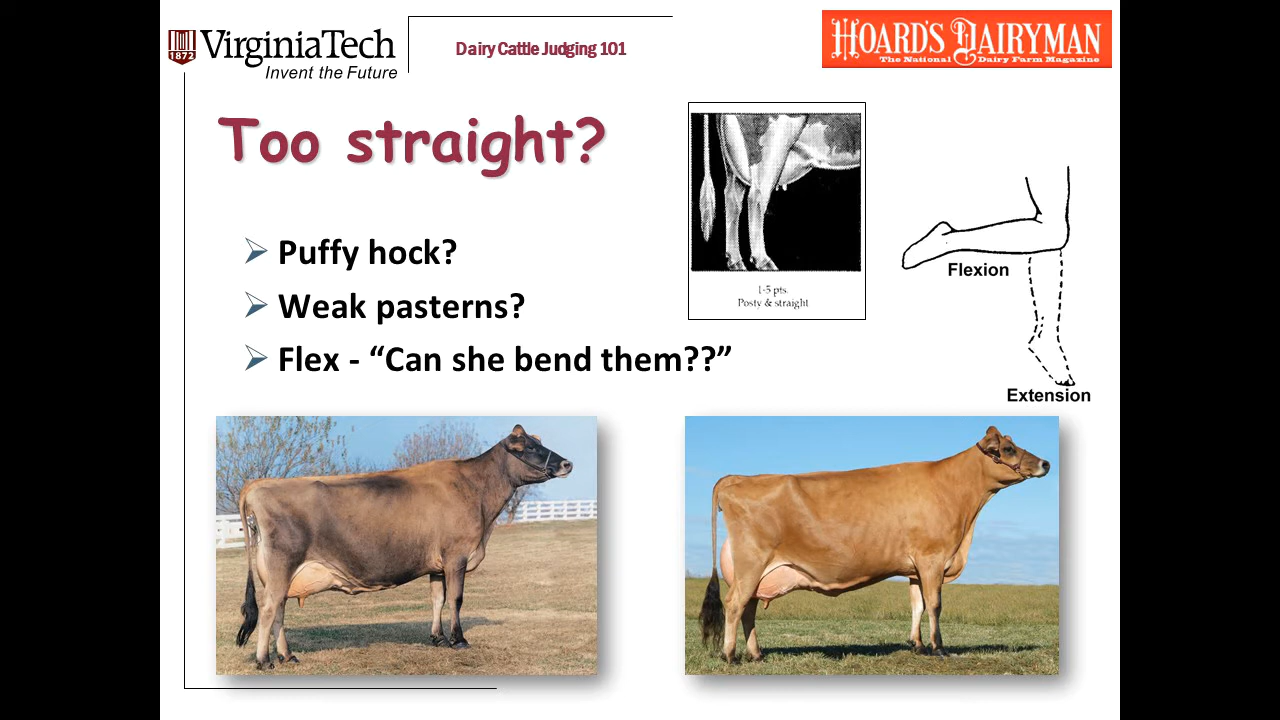 1872
VirginiaTech
Invent the Future
Dairy Cattle Judging 101
HOARD'S DAIRYMAN
The National Dairy Farm Magazine
Too straight?
Puffy hock?
Weak pasterns?
Flex - “Can she bend them??”
1-5 pts.
Posty & straight
Flexion
Extension